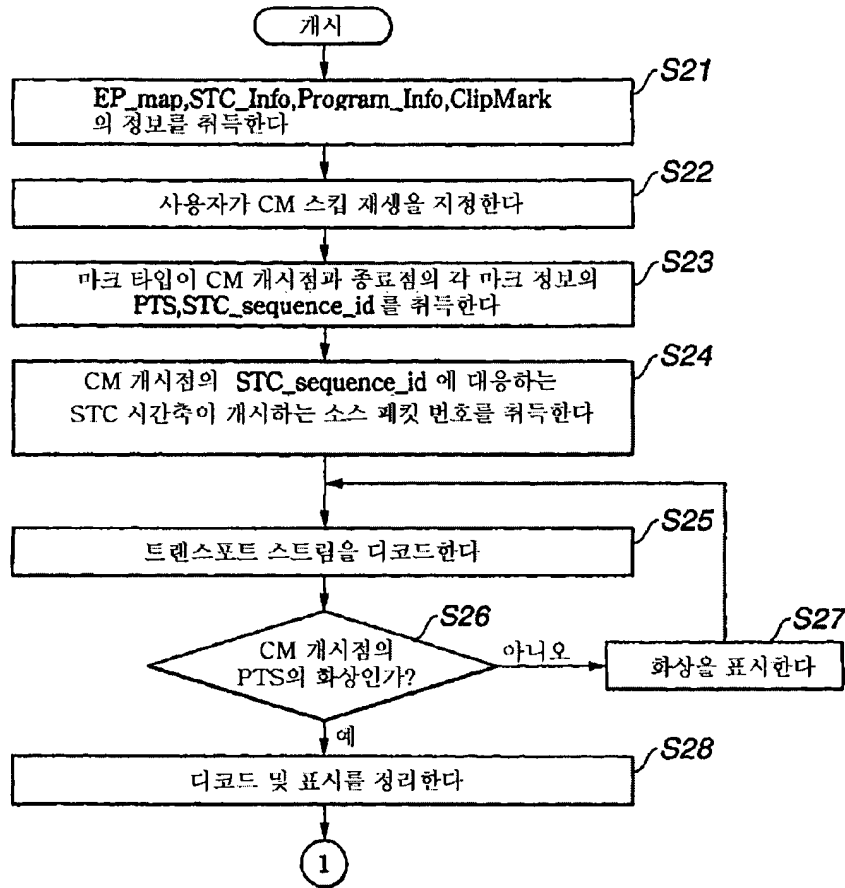 개시
S21
EP_map,STC_Info,Program_Info,ClipMark
의 정보를 취득한다
S22
사용자가 CM 스킵 재생을 지정한다
S23
마크 타입이 CM 개시점과 종료점의 각 마크 정보의
PTS,STC_sequence_id 를 취득한다
S24
CM 개시점의 STC_sequence_id 에 대응하는
STC 시간축이 개시하는 소스 패킷 번호를 취득한다
S25
트랜스포트 스트림을 디코드한다
S26
CM 개시점의
PTS의 화상인가?
아니오
S27
화상을 표시한다
예
S28
디코드 및 표시를 정리한다
1